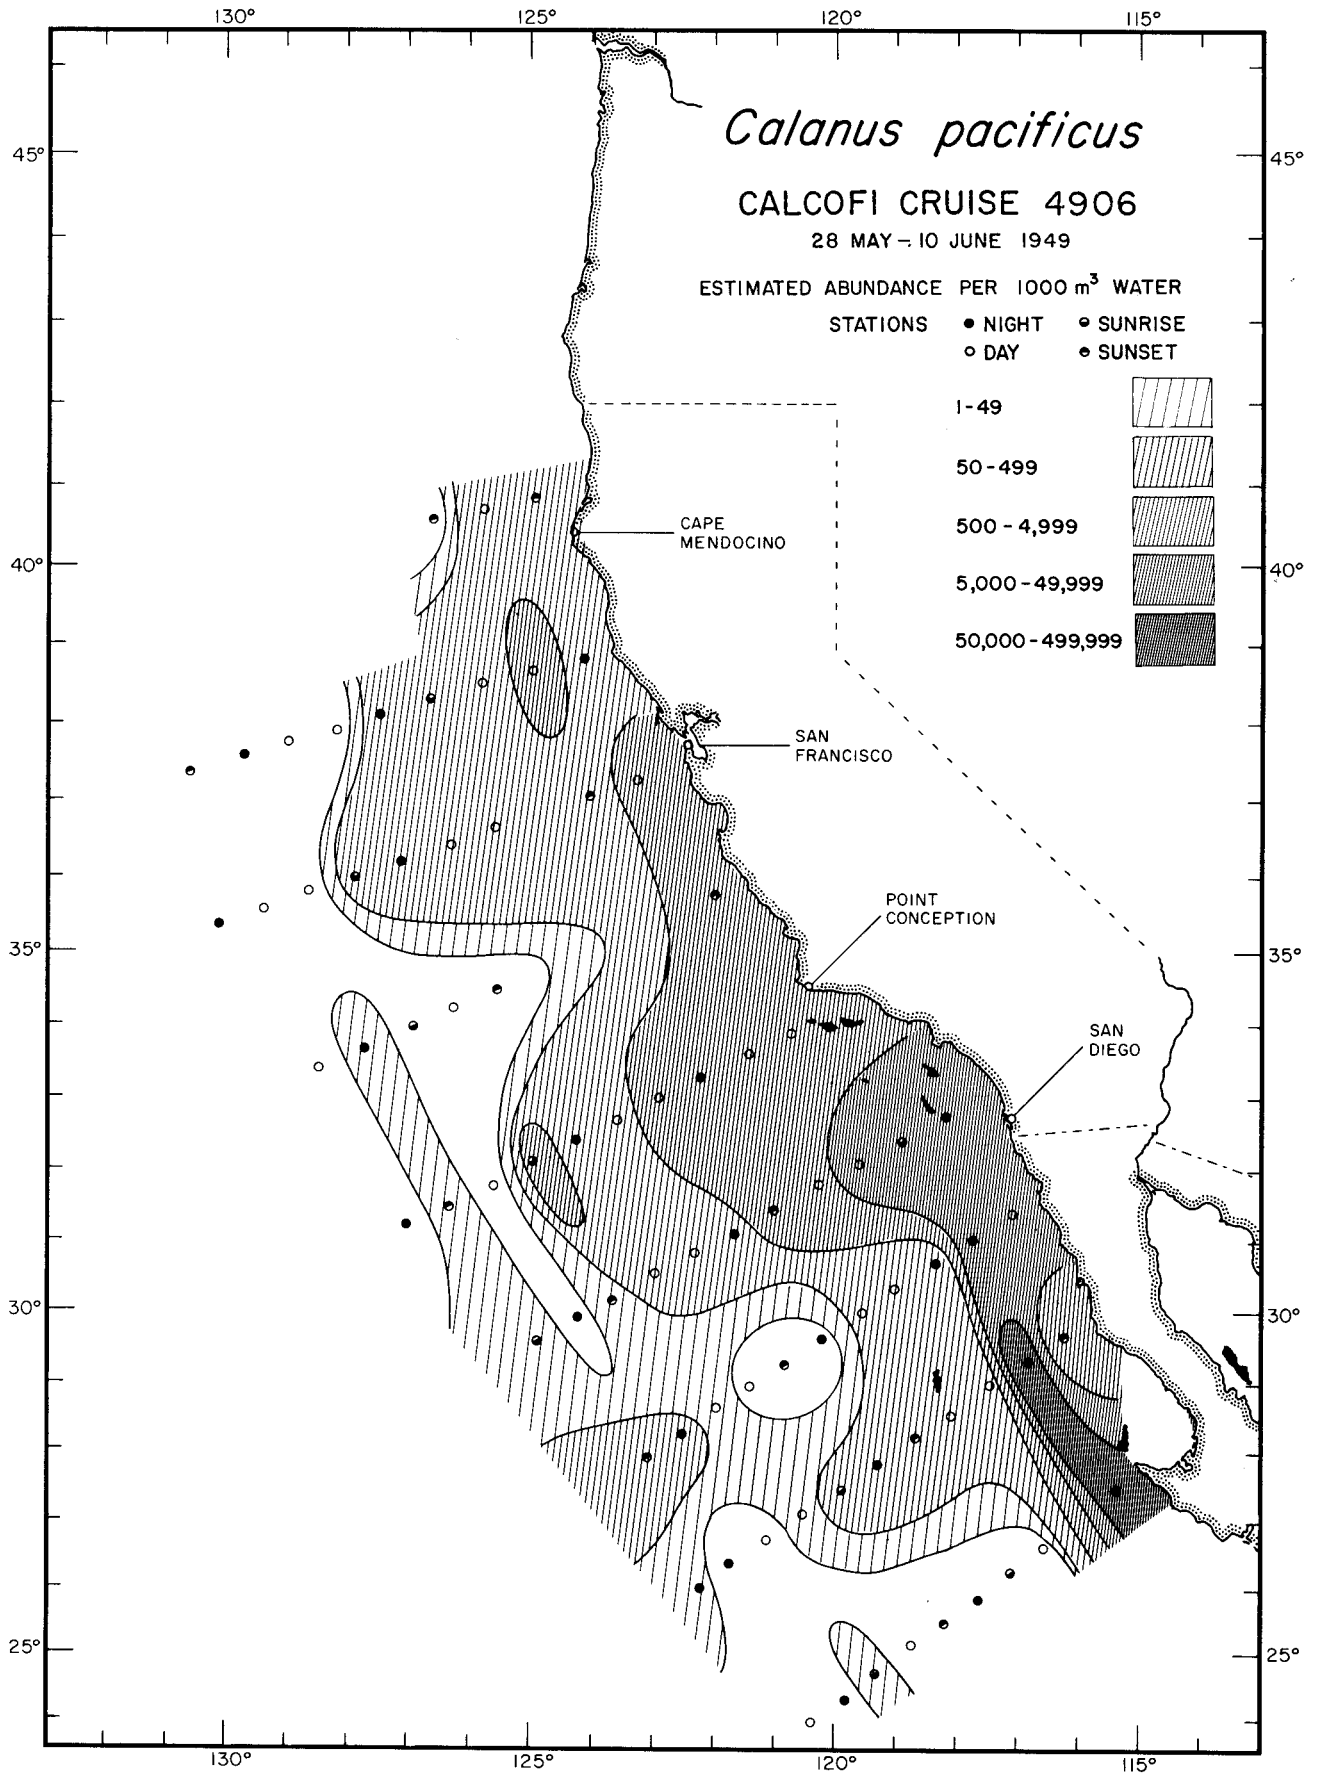 130° 125° 120° 115°
45° 45°
Calanus pacificus
CALCOFI CRUISE 4906
28 MAY – 10 JUNE 1949
ESTIMATED ABUNDANCE PER 1000 m³ WATER
STATIONS ● NIGHT ◒ SUNRISE
○ DAY ◓ SUNSET
1-49
50-499
500-4,999
5,000-49,999
50,000-499,999
CAPE
MENDOCINO
40° 40°
SAN
FRANCISCO
POINT
CONCEPTION
35° 35°
SAN
DIEGO
30° 30°
25° 25°
130° 125° 120° 115°